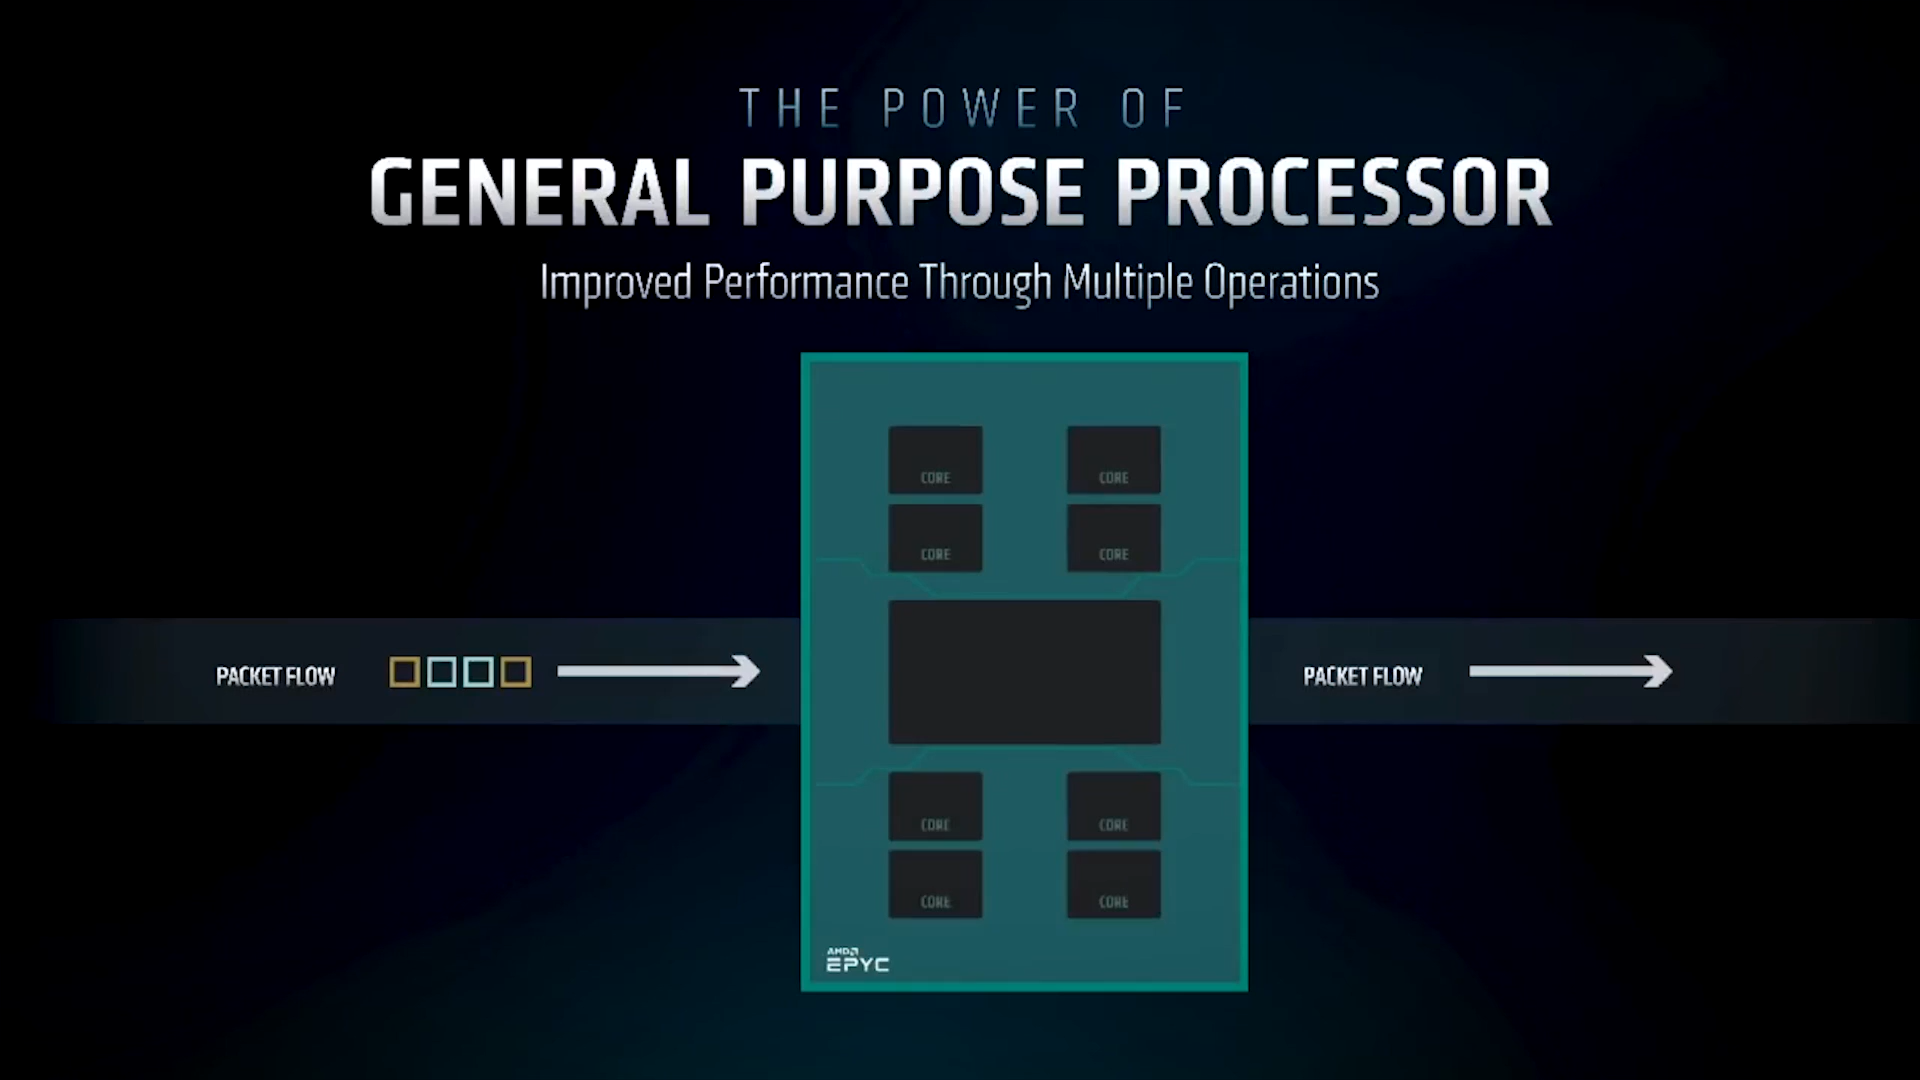 THE POWER OF
GENERAL PURPOSE PROCESSOR
Improved Performance Through Multiple Operations
CORE CORE
CORE CORE
PACKET FLOW PACKET FLOW
CORE CORE
CORE CORE
AMD
EPYC